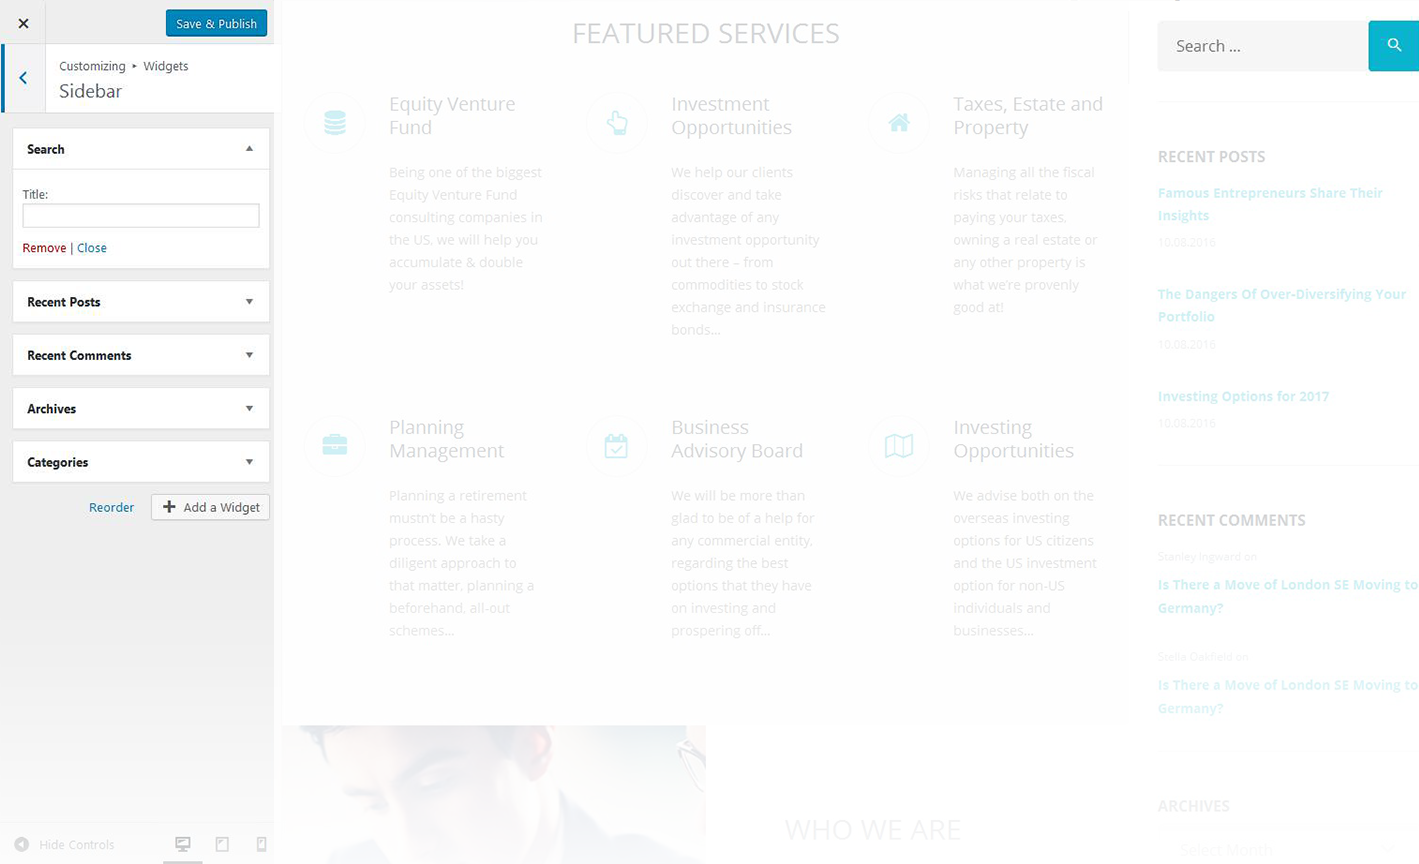 Save & Publish
Customizing ▸ Widgets
Sidebar
Search
Title:
Remove | Close
Recent Posts
Recent Comments
Archives
Categories
Reorder
Add a Widget
Hide Controls
FEATURED SERVICES
Equity Venture
Fund
Being one of the biggest
Equity Venture Fund
consulting companies in
the US, we will help you
accumulate & double
your assets!
Investment
Opportunities
We help our clients
discover and take
advantage of any
investment opportunity
out there – from
commodities to stock
exchange and insurance
bonds...
Taxes, Estate and
Property
Managing all the fiscal
risks that relate to
paying your taxes,
owning a real estate or
any other property is
what we're provenly
good at!
Planning
Management
Planning a retirement
mustn't be a hasty
process. We take a
diligent approach to
that matter, planning a
beforehand, all-out
schemes...
Business
Advisory Board
We will be more than
glad to be of a help for
any commercial entity,
regarding the best
options that they have
on investing and
prospering off...
Investing
Opportunities
We advise both on the
overseas investing
options for US citizens
and the US investment
option for non-US
individuals and
businesses...
WHO WE ARE
Search ...
RECENT POSTS
Famous Entrepreneurs Share Their
Insights
10.08.2016
The Dangers Of Over-Diversifying Your
Portfolio
10.08.2016
Investing Options for 2017
10.08.2016
RECENT COMMENTS
Stanley Ingward on
Is There a Move of London SE Moving to
Germany?
Stella Oakfield on
Is There a Move of London SE Moving to
Germany?
ARCHIVES
Select Month